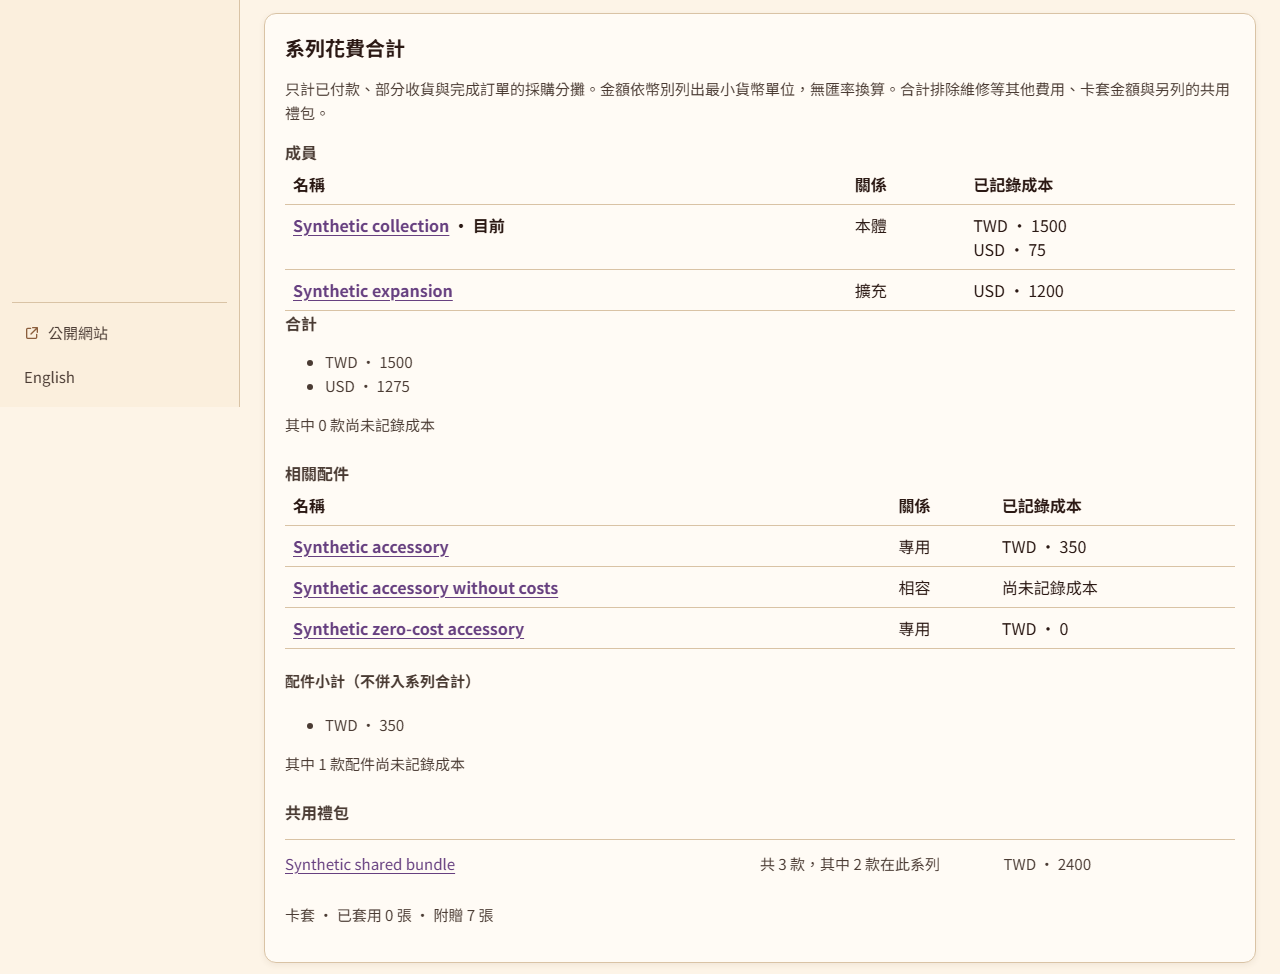 公開網站
English
系列花費合計
只計已付款、部分收貨與完成訂單的採購分攤。金額依幣別列出最小貨幣單位，無匯率換算。合計排除維修等其他費用、卡套金額與另列的共用
禮包。
成員
名稱 關係 已記錄成本
Synthetic collection ・ 目前 本體 TWD ・ 1500
USD ・ 75
Synthetic expansion 擴充 USD ・ 1200
合計
• TWD ・ 1500
• USD ・ 1275
其中 0 款尚未記錄成本
相關配件
名稱 關係 已記錄成本
Synthetic accessory 專用 TWD ・ 350
Synthetic accessory without costs 相容 尚未記錄成本
Synthetic zero-cost accessory 專用 TWD ・ 0
配件小計（不併入系列合計）
• TWD ・ 350
其中 1 款配件尚未記錄成本
共用禮包
Synthetic shared bundle 共 3 款，其中 2 款在此系列 TWD ・ 2400
卡套 ・ 已套用 0 張 ・ 附贈 7 張